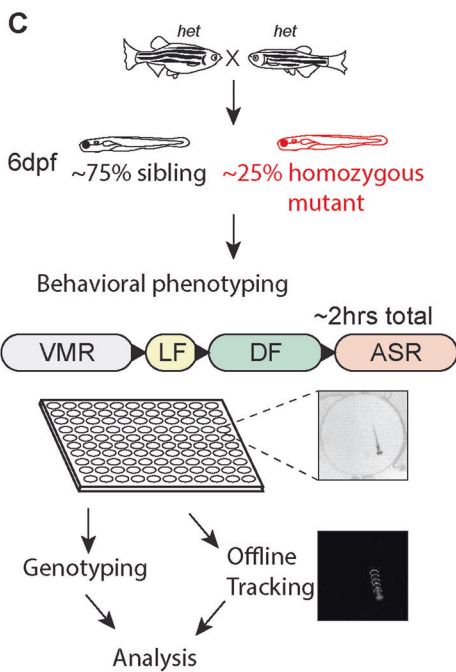 C
het X het
6dpf
~75% sibling ~25% homozygous
mutant
Behavioral phenotyping
~2hrs total
VMR LF DF ASR
Genotyping
Offline
Tracking
Analysis